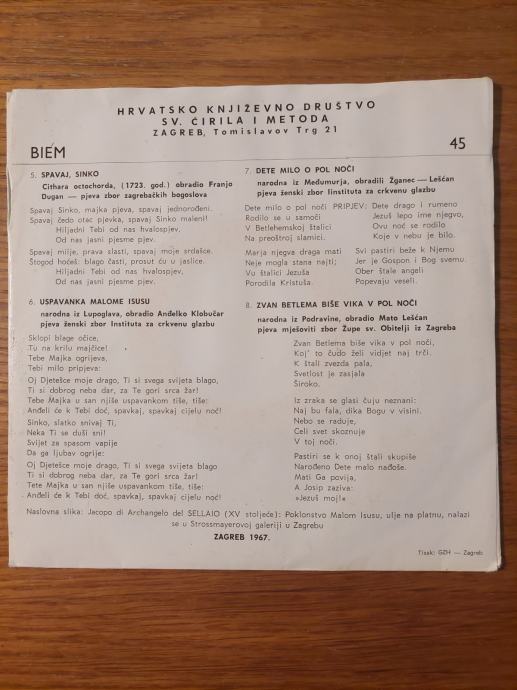 HRVATSKO KNJIŽEVNO DRUŠTVO
SV. ĆIRILA I METODA
ZAGREB, Tomislavov Trg 21
BIEM
45
5. SPAVAJ, SINKO
Cithara octochorda, (1723. god.) obradio Franjo
Dugan — pjeva zbor zagrebačkih bogoslova
Spavaj Sinko, majka pjeva, spavaj jednorođeni.
Spavaj čedo otac pjevka, spavaj Sinko maleni!
Hiljadni Tebi od nas hvalospjev,
Od nas jasni pjesme pjev.
Spavaj milje, prava slasti, spavaj moje srdašce.
Stogod hoćeš: blago časti, prosut ću u jaslice.
Hiljadni Tebi od nas hvalospjev,
Od nas jasni pjesme pjev.
6. USPAVANKA MALOME ISUSU
narodna iz Lupoglava, obradio Anđelko Klobučar
pjeva ženski zbor Instituta za crkvenu glazbu
Sklopi blage očice,
Tu na krilu majčice!
Tebe Majka ogrijeva,
Tebi milo pripjeva:
Oj Djetešce moje drago, Ti si svega svijeta blago,
Ti si dobrog neba dar, za Te gori srca žar!
Tebe Majka u san njiše uspavankom tiše, tiše:
Anđeli će k Tebi doć, spavkaj, spavkaj cijelu noć!
Sinko, slatko snivaj Ti,
Neka Ti se duši sni!
Svijet za spasom vapije
Da ga ljubav ogrije:
Oj Djetešce moje drago, Ti si svega svijeta blago
Ti si dobrog neba dar, za Te gori srca žar!
Tete Majka u san njiše uspavankom tiše, tiše:
Anđeli će k Tebi doć, spavkaj, spavkaj cijelu noć!
7. DETE MILO O POL NOČI
narodna iz Međumurja, obradili Žganec — Lešćan
pjeva ženski zbor Iinstituta za crkvenu glazbu
Dete milo o pol noči
Rodilo se u samoči
V Betlehemskoj štalici
Na preoštroj slamici.
Marja njegva draga mati
Neje mogla stana najti;
Vu štalici Jezuša
Porodila Kristuša.
PRIPJEV: Dete drago i rumeno
Jezuš lepo ime njegvo,
Ovu noć se rodilo
Koje v nebu je bilo.
Svi pastiri beže k Njemu
Jer je Gospon i Bog svemu.
Ober štale angeli
Popevaju veseli.
8. ZVAN BETLEMA BIŠE VIKA V POL NOČI
narodna iz Podravine, obradio Mato Lešćan
pjeva mješoviti zbor Župe sv. Obitelji iz Zagreba
Zvan Betlema biše vika v pol noči,
Koj' to čudo želi vidjet naj trči.
K štali zvezda pala,
Svetlost je zasjala
Široko.
Iz zraka se glasi čuju neznani:
Naj bu fala, dika Bogu v visini.
Nebo se raduje,
Celi svet skoznuje
V toj noči.
Pastiri se k onoj štali skupiše
Narođeno Dete malo nađoše.
Mati Ga povija,
A Josip zaziva:
»Jezuš moj!«
Naslovna slika: Jacopo di Archangelo del SELLAIO (XV stoljeće): Poklonstvo Malom Isusu, ulje na platnu, nalazi
se u Strossmayerovoj galeriji u Zagrebu
ZAGREB 1967.
Tisak: GZH — Zagreb